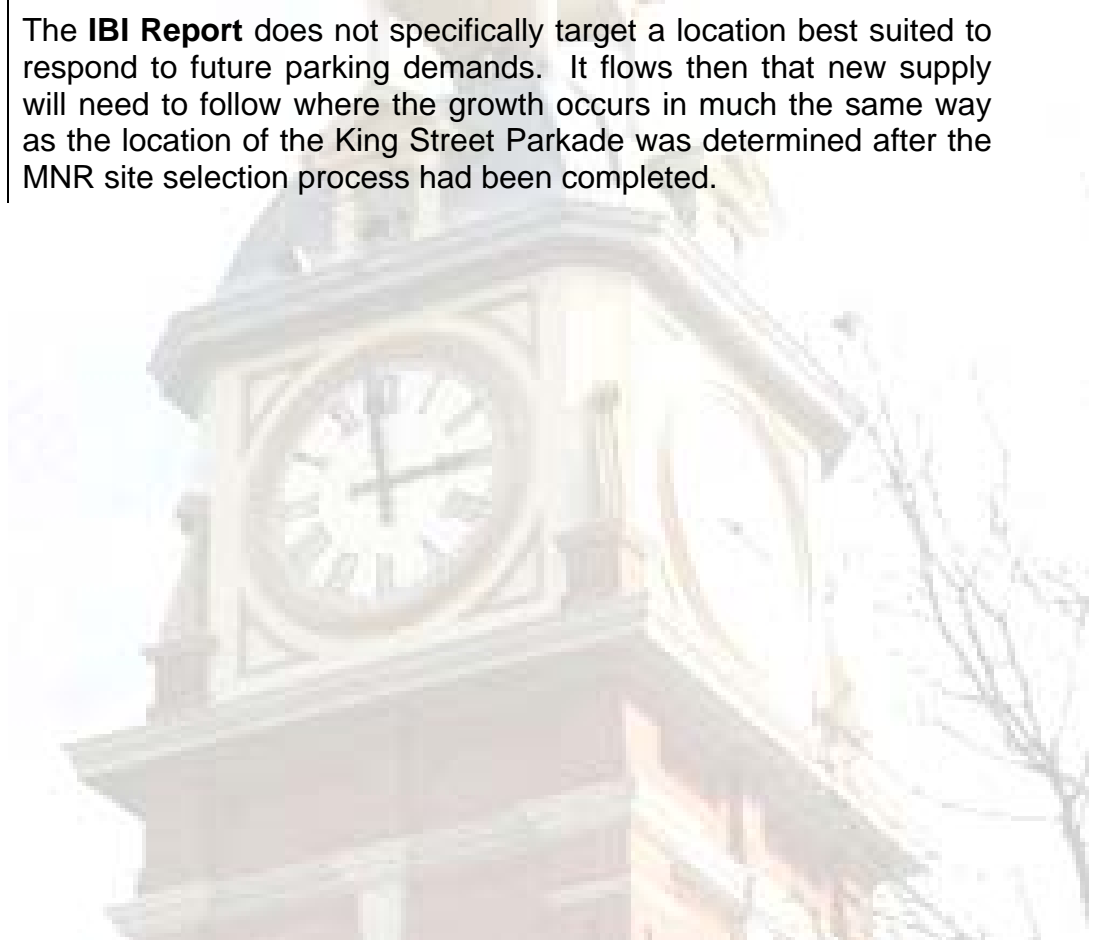 The IBI Report does not specifically target a location best suited to
respond to future parking demands. It flows then that new supply
will need to follow where the growth occurs in much the same way
as the location of the King Street Parkade was determined after the
MNR site selection process had been completed.